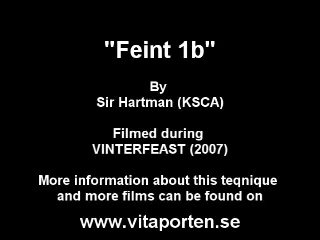 "Feint 1b"
By
Sir Hartman (KSCA)
Filmed during
VINTERFEAST (2007)
More information about this teqnique
and more films can be found on
www.vitaporten.se